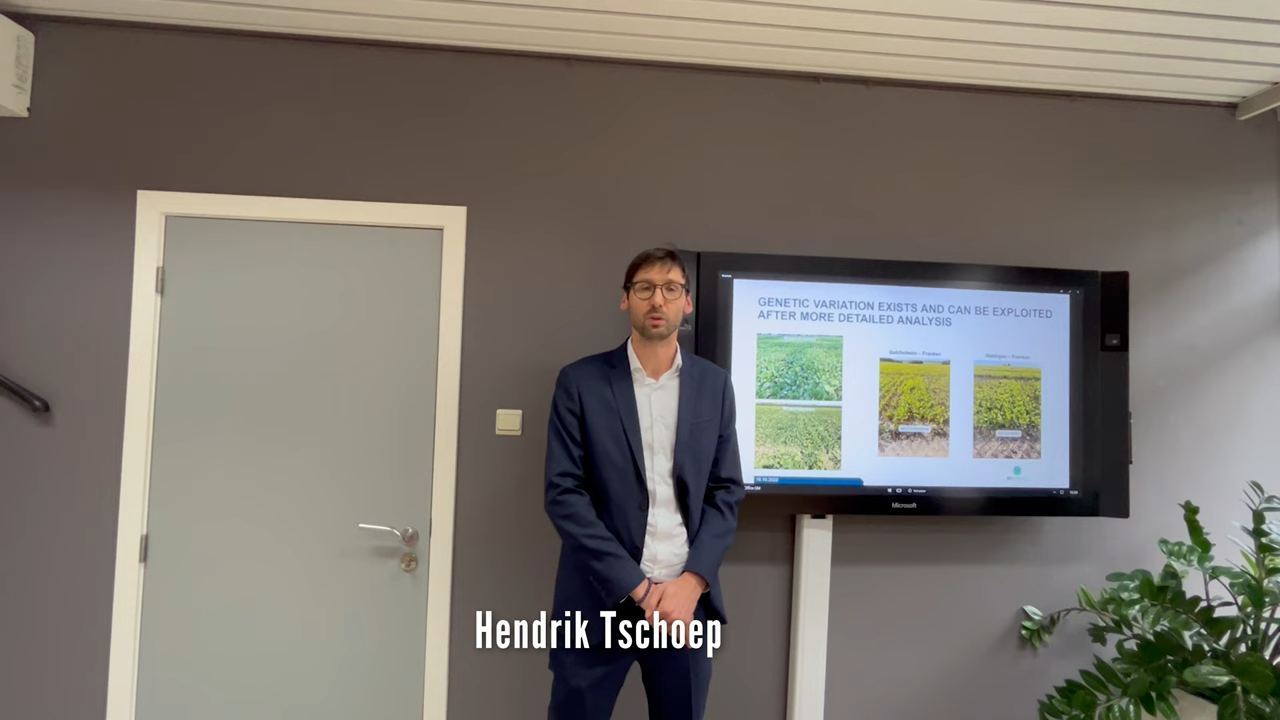 GENETIC VARIATION EXISTS AND CAN BE EXPLOITED
AFTER MORE DETAILED ANALYSIS
Microsoft
Hendrik Tschoep